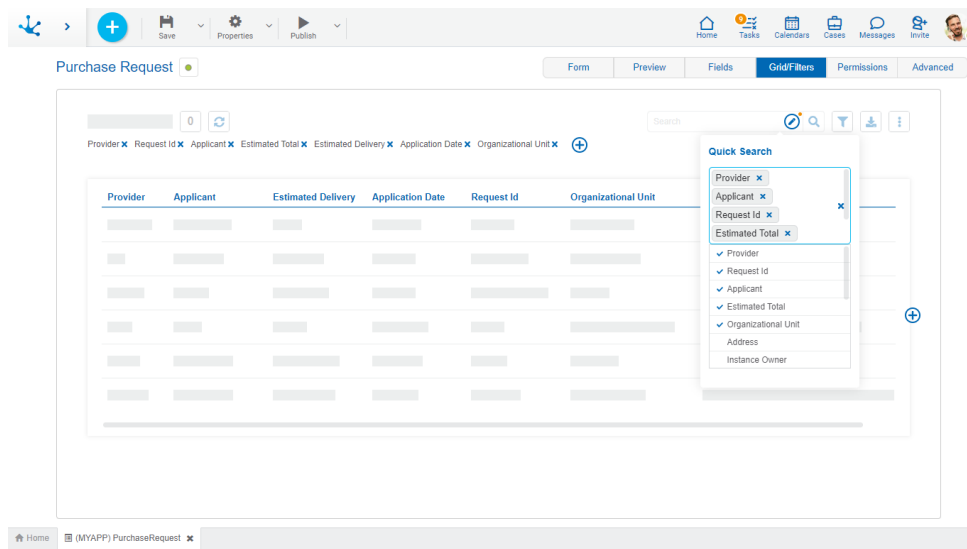 Save
Properties
Publish
Home
9
Tasks
Calendars
Cases
Messages
Invite
Purchase Request
Form
Preview
Fields
Grid/Filters
Permissions
Advanced
0
Search
Provider Request Id Applicant Estimated Total Estimated Delivery Application Date Organizational Unit
Quick Search
Provider
Applicant
Request Id
Estimated Total
Provider
Request Id
Applicant
Estimated Total
Organizational Unit
Address
Instance Owner
Provider Applicant Estimated Delivery Application Date Request Id Organizational Unit
Home
(MYAPP) PurchaseRequest